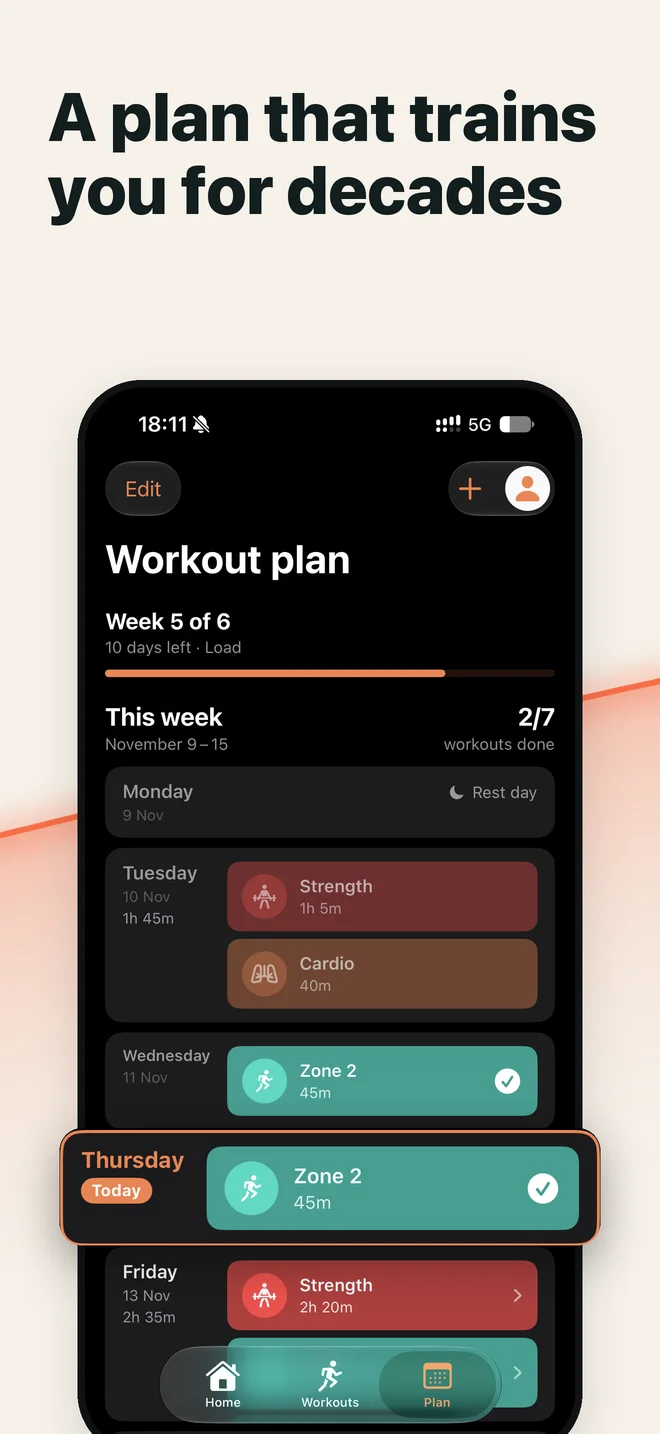 A plan that trains
you for decades
18:11
5G
Edit
Workout plan
Week 5 of 6
10 days left · Load
This week
2/7
November 9–15
workouts done
Monday
9 Nov
Rest day
Tuesday
10 Nov
1h 45m
Strength
1h 5m
Cardio
40m
Wednesday
11 Nov
Zone 2
45m
Thursday
Today
Zone 2
45m
Friday
13 Nov
2h 35m
Strength
2h 20m
Home
Workouts
Plan